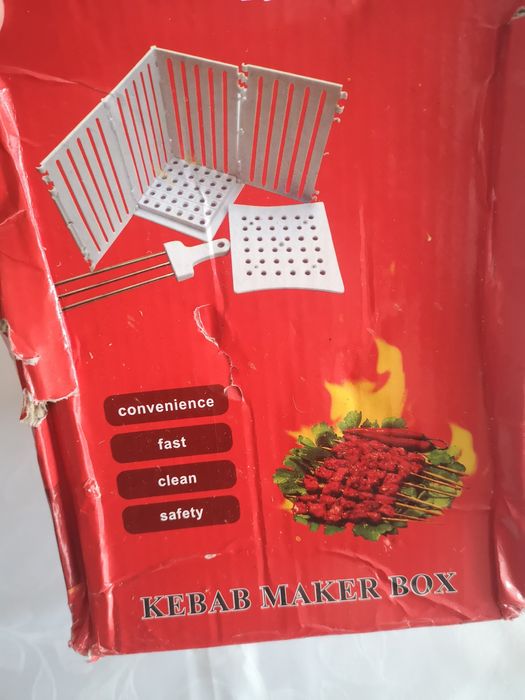 convenience
fast
clean
safety
KEBAB MAKER BOX